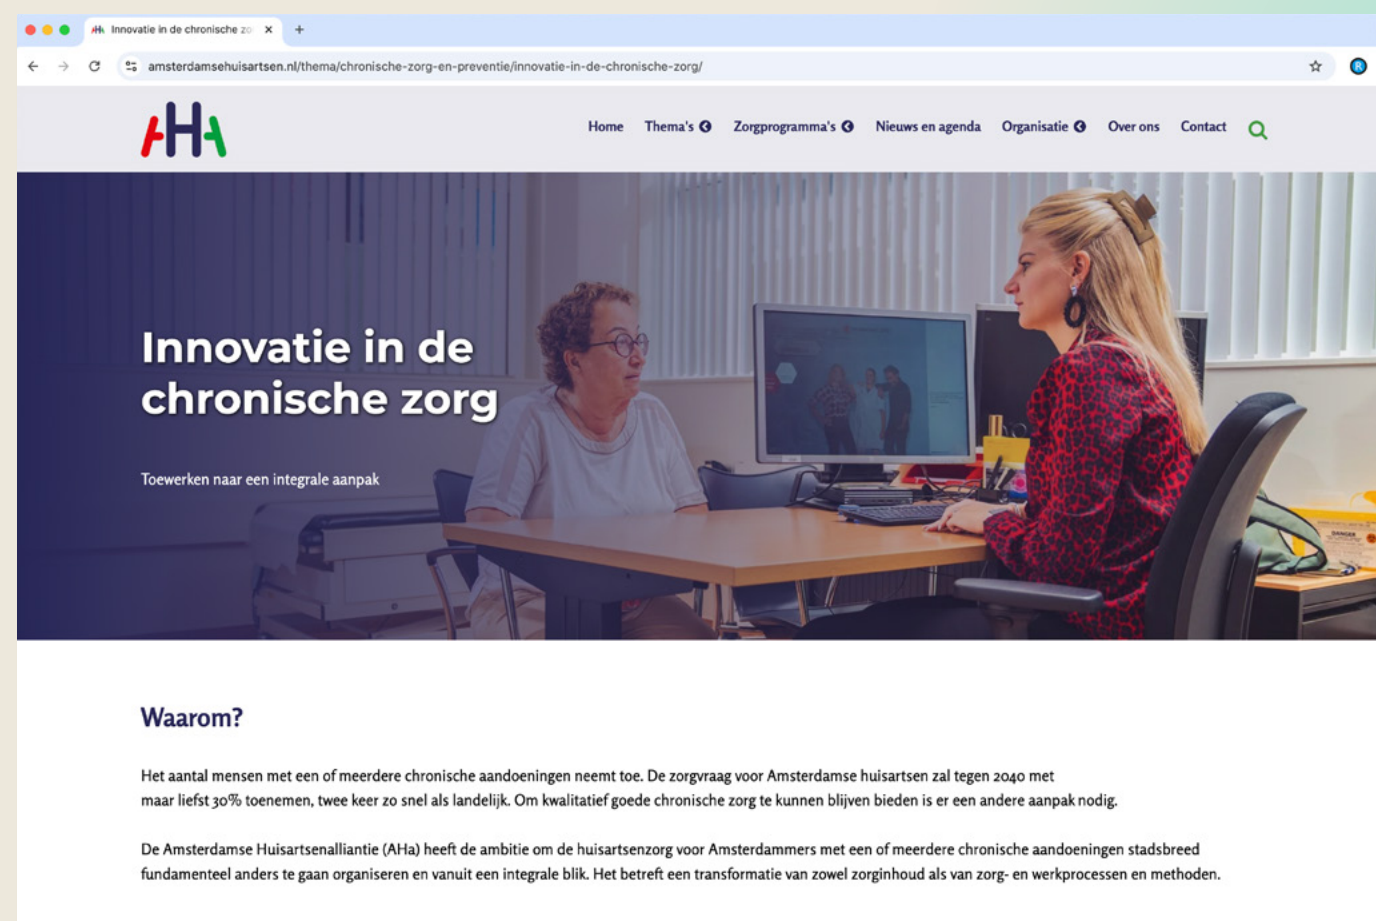 AHA Innovatie in de chronische zo
amsterdamsehuisartsen.nl/thema/chronische-zorg-en-preventie/innovatie-in-de-chronische-zorg/
R
AHA
Home Thema's Zorgprogramma's Nieuws en agenda Organisatie Over ons Contact
Innovatie in de
chronische zorg
Toewerken naar een integrale aanpak
DANGER
Waarom?
Het aantal mensen met een of meerdere chronische aandoeningen neemt toe. De zorgvraag voor Amsterdamse huisartsen zal tegen 2040 met
maar liefst 30% toenemen, twee keer zo snel als landelijk. Om kwalitatief goede chronische zorg te kunnen blijven bieden is er een andere aanpak nodig.
De Amsterdamse Huisartsenalliantie (AHa) heeft de ambitie om de huisartsenzorg voor Amsterdammers met een of meerdere chronische aandoeningen stadsbreed
fundamenteel anders te gaan organiseren en vanuit een integrale blik. Het betreft een transformatie van zowel zorginhoud als van zorg- en werkprocessen en methoden.